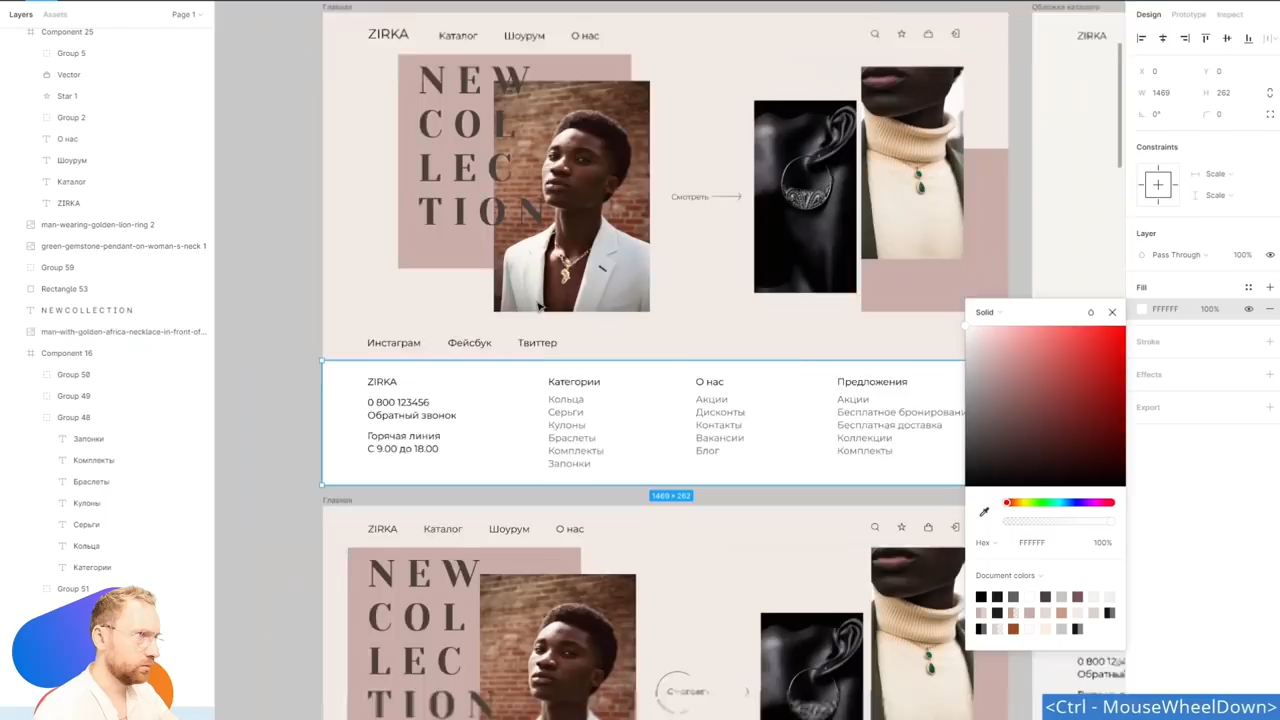 Layers
Assets
Page 1
Component 25
Group 5
Vector
Star 1
Group 2
О нас
Шоурум
Каталог
ZIRKA
man-wearing-golden-lion-ring 2
green-gemstone-pendant-on-woman-s-neck 1
Group 59
Rectangle 53
N E W C O L L E C T I O N
man-with-golden-africa-necklace-in-front-of...
Component 16
Group 50
Group 49
Group 48
Запонки
Комплекты
Браслеты
Кулоны
Серьги
Кольца
Категории
Group 51
Главная
ZIRKA
Каталог
Шоурум
О нас
N E W
C O L
L E C
T I O N
Смотреть
Инстаграм
Фейсбук
Твиттер
ZIRKA
0 800 123456
Обратный звонок
Горячая линия
С 9.00 до 18.00
Категории
Кольца
Серьги
Кулоны
Браслеты
Комплекты
Запонки
О нас
Акции
Дисконты
Контакты
Вакансии
Блог
Предложения
Акции
Бесплатное бронировани
Бесплатная доставка
Коллекции
Комплекты
1469 × 262
Главная
ZIRKA
Каталог
Шоурум
О нас
NEW
COL
LEC
TION
Обложка каталога
ZIRKA
0 800 12
Обратны
Design
Prototype
Inspect
X 0
Y 0
W 1469
H 262
0°
0
Constraints
Scale
Scale
Layer
Pass Through
100%
Fill
FFFFFF 100%
Stroke
Effects
Export
Solid
Hex FFFFFF 100%
Document colors
<Ctrl - MouseWheelDown>